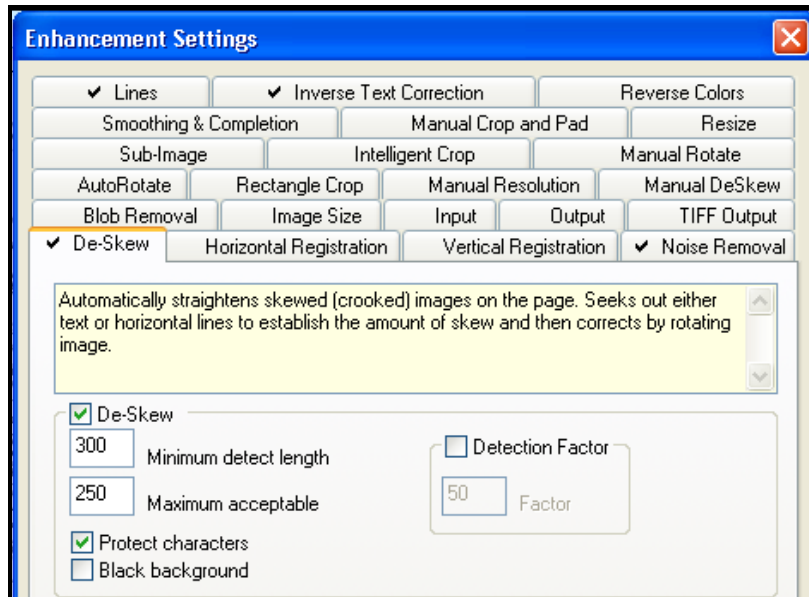 Enhancement Settings
Lines Inverse Text Correction Reverse Colors
Smoothing & Completion Manual Crop and Pad Resize
Sub-Image Intelligent Crop Manual Rotate
AutoRotate Rectangle Crop Manual Resolution Manual DeSkew
Blob Removal Image Size Input Output TIFF Output
De-Skew Horizontal Registration Vertical Registration Noise Removal
Automatically straightens skewed (crooked) images on the page. Seeks out either
text or horizontal lines to establish the amount of skew and then corrects by rotating
image.
De-Skew
300 Minimum detect length Detection Factor
250 Maximum acceptable 50 Factor
Protect characters
Black background